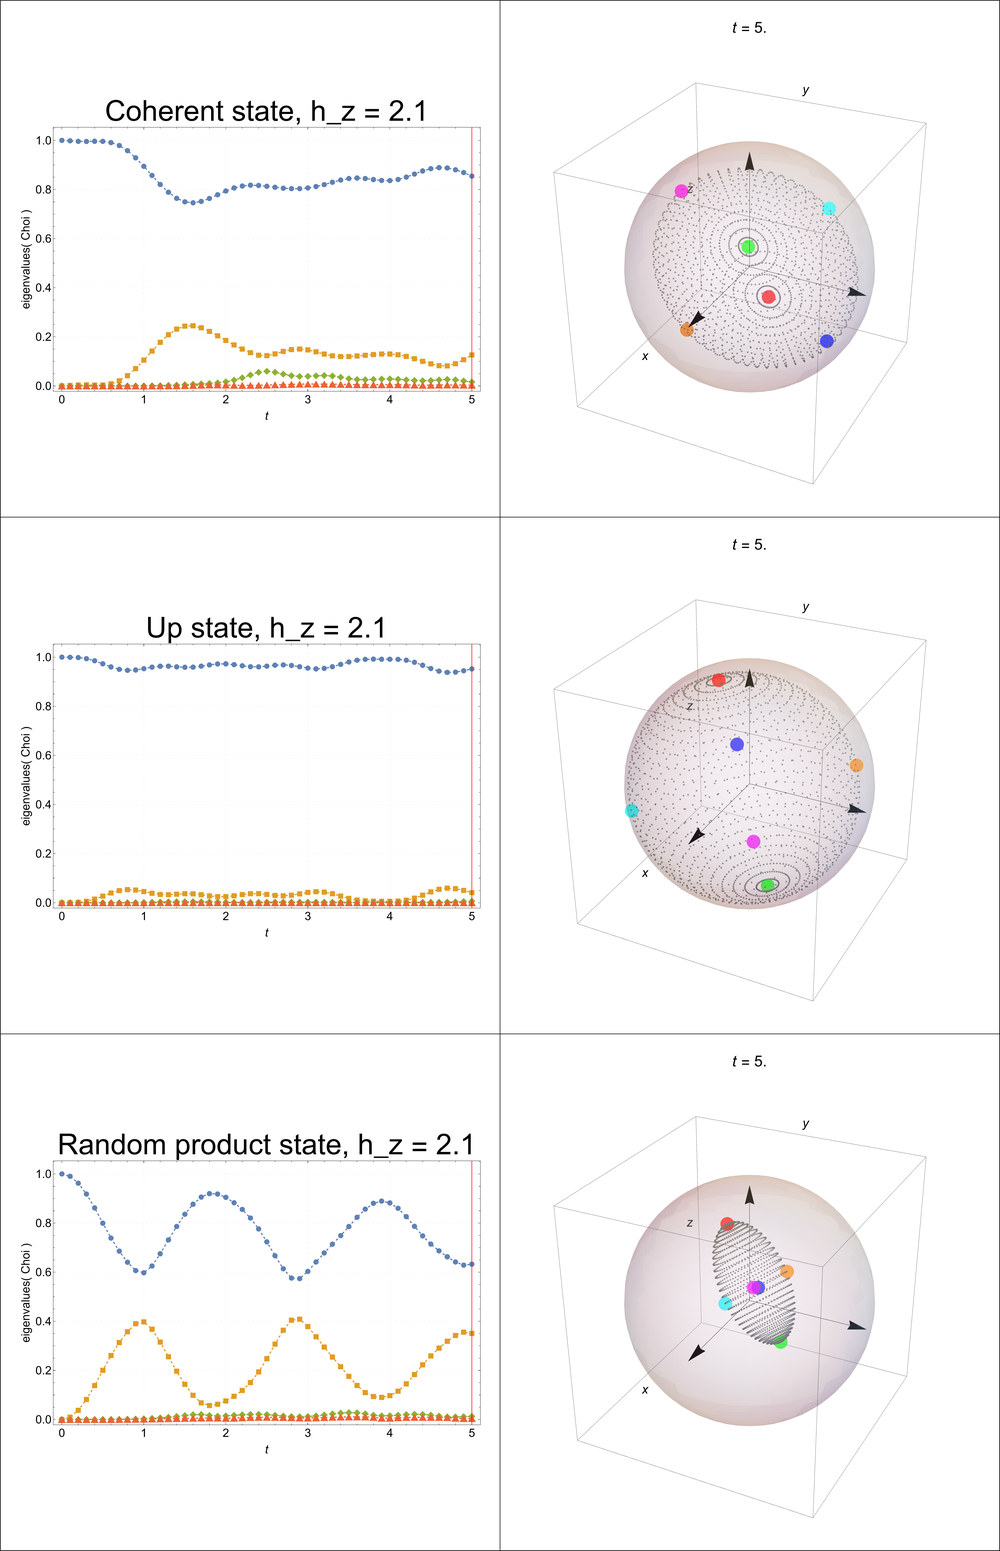 Coherent state, h_z = 2.1
1.0
0.8
0.6
0.4
0.2
0.0
eigenvalues( Choi )
0 1 2 3 4 5
t
t = 5.
y
z
x
Up state, h_z = 2.1
1.0
0.8
0.6
0.4
0.2
0.0
eigenvalues( Choi )
0 1 2 3 4 5
t
t = 5.
y
z
x
Random product state, h_z = 2.1
1.0
0.8
0.6
0.4
0.2
0.0
eigenvalues( Choi )
0 1 2 3 4 5
t
t = 5.
y
z
x